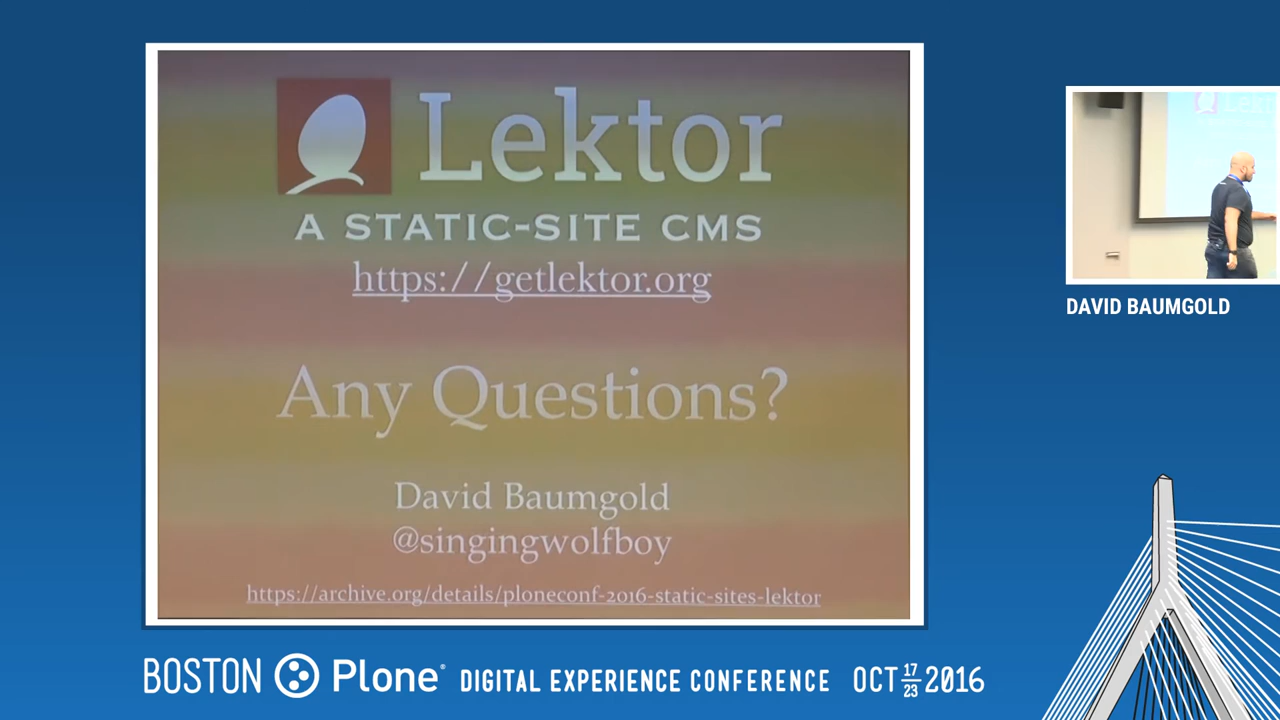 Lektor
A STATIC-SITE CMS
https://getlektor.org
Any Questions?
David Baumgold
@singingwolfboy
https://archive.org/details/ploneconf-2016-static-sites-lektor
Lekt
DAVID BAUMGOLD
BOSTON Plone® DIGITAL EXPERIENCE CONFERENCE OCT 17 23 2016